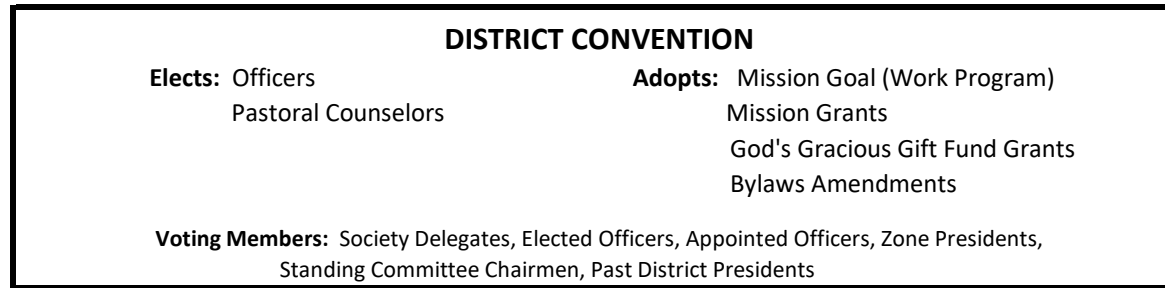 DISTRICT CONVENTION
Elects: Officers Adopts: Mission Goal (Work Program)
Pastoral Counselors Mission Grants
God's Gracious Gift Fund Grants
Bylaws Amendments
Voting Members: Society Delegates, Elected Officers, Appointed Officers, Zone Presidents,
Standing Committee Chairmen, Past District Presidents